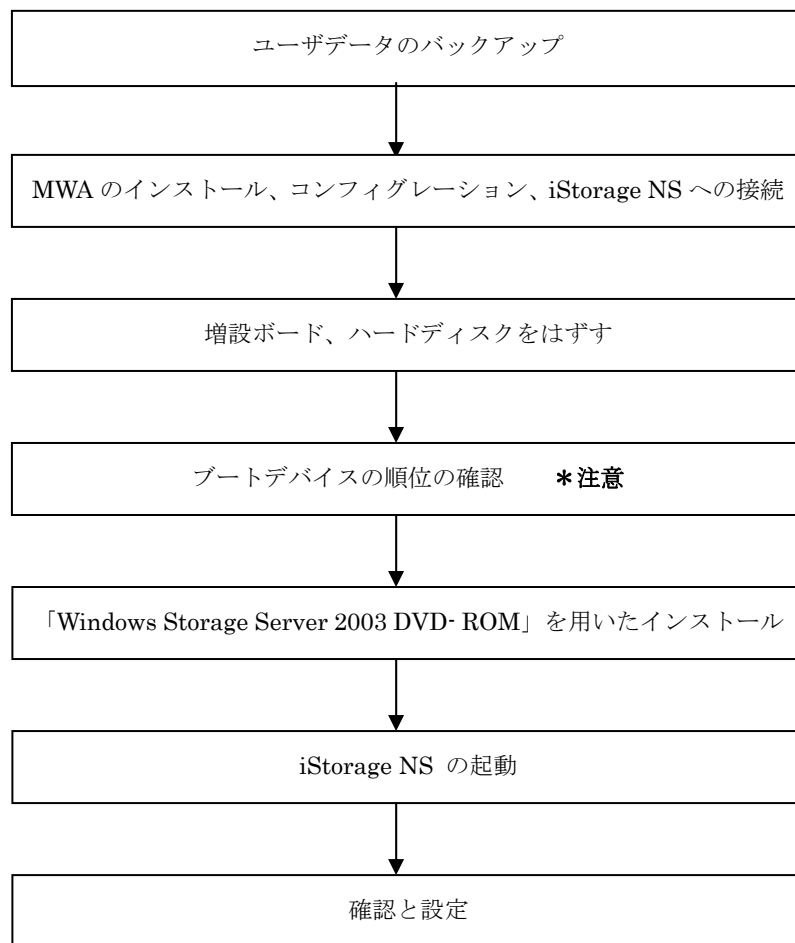 ユーザデータのバックアップ
MWA のインストール、コンフィグレーション、iStorage NS への接続
増設ボード、ハードディスクをはずす
ブートデバイスの順位の確認 ＊注意
「Windows Storage Server 2003 DVD- ROM」を用いたインストール
iStorage NS の起動
確認と設定